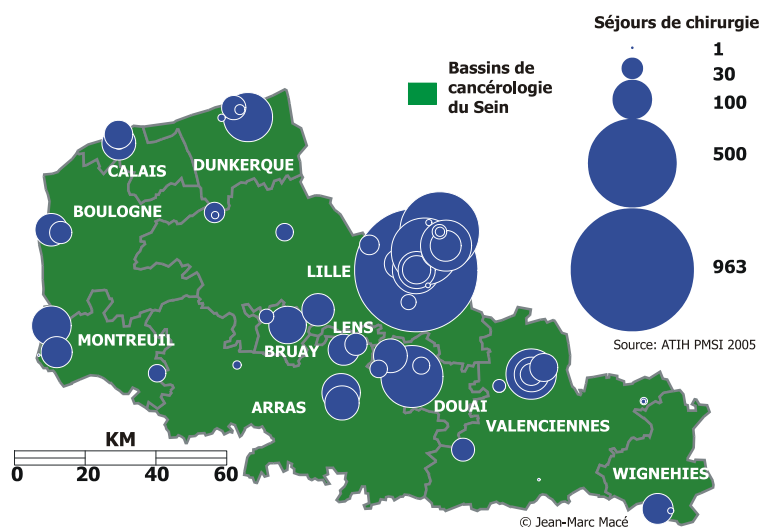 Séjours de chirurgie
1
30
100
500
963
Bassins de
cancérologie
du Sein
DUNKERQUE
CALAIS
BOULOGNE
LILLE
MONTREUIL
LENS
BRUAY
ARRAS
DOUAI
VALENCIENNES
WIGNEHIES
Source: ATIH PMSI 2005
KM
0 20 40 60
© Jean-Marc Macé